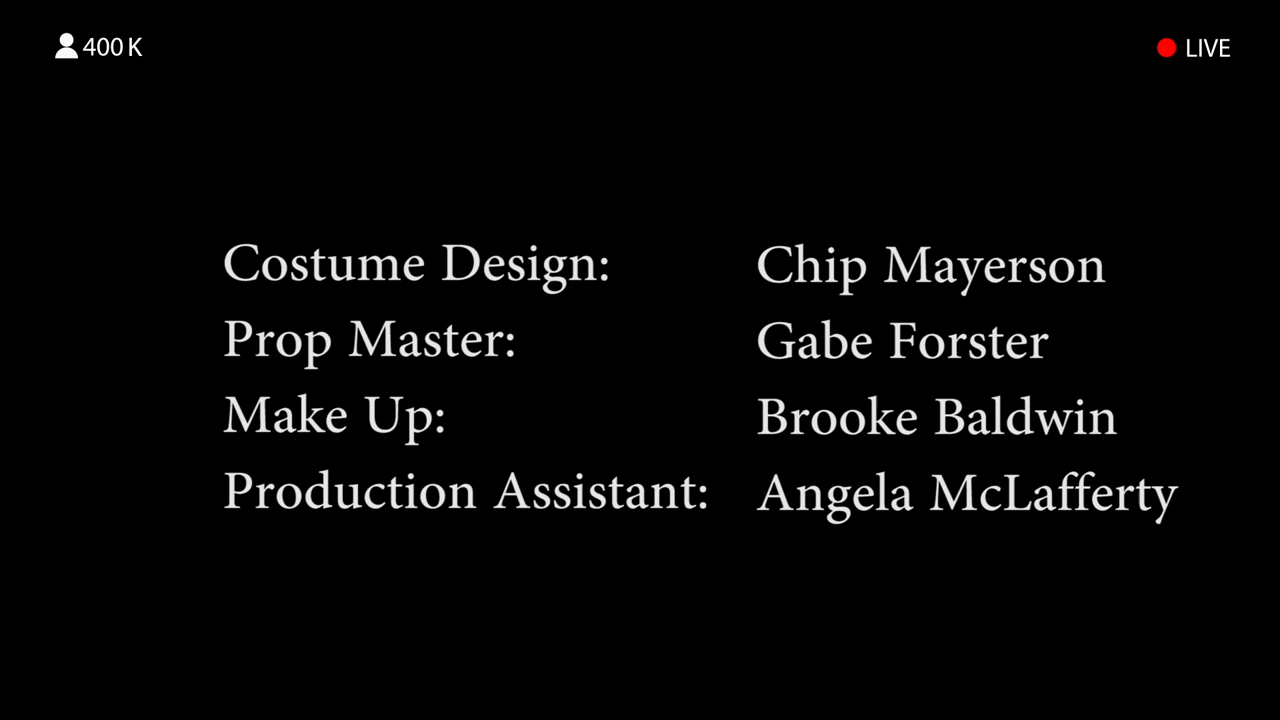 400 K
LIVE
Costume Design: Chip Mayerson
Prop Master: Gabe Forster
Make Up: Brooke Baldwin
Production Assistant: Angela McLafferty